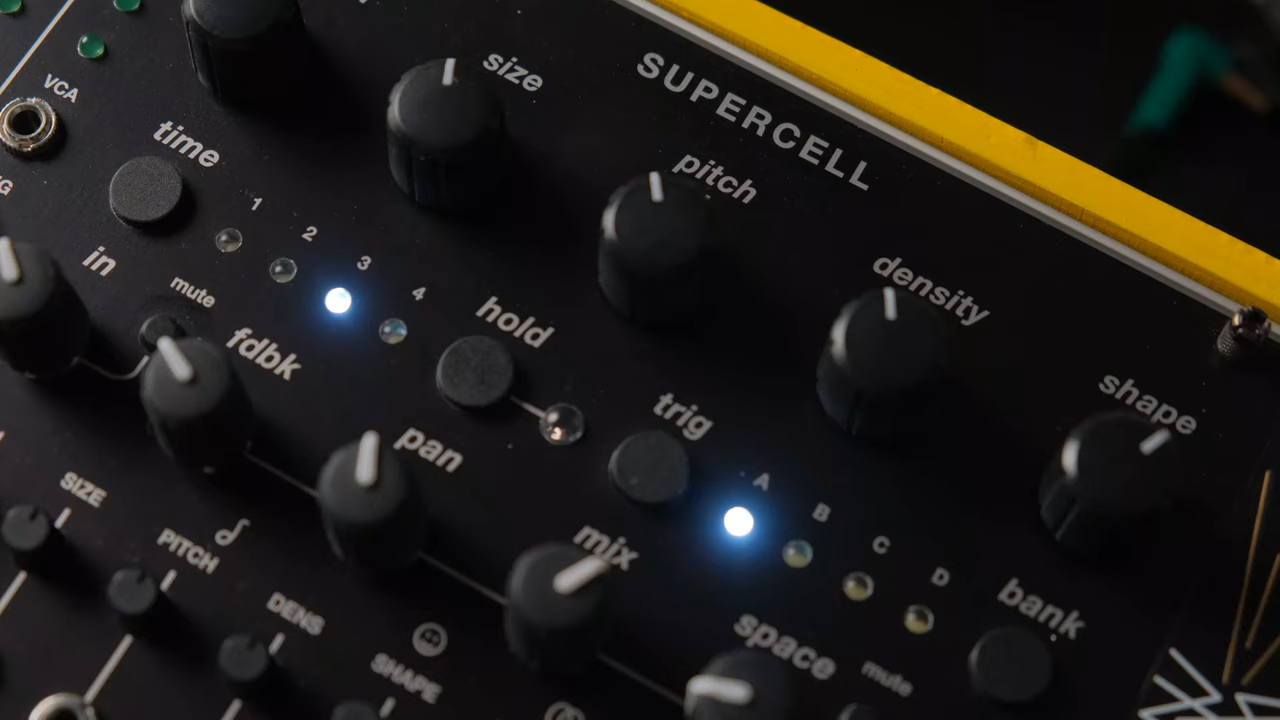 SUPERCELL
size
VCA
time
pitch
1
2
3
4
in
mute
density
hold
fdbk
shape
trig
pan
A
B
C
D
SIZE
PITCH
mix
bank
DENS
space
mute
SHAPE